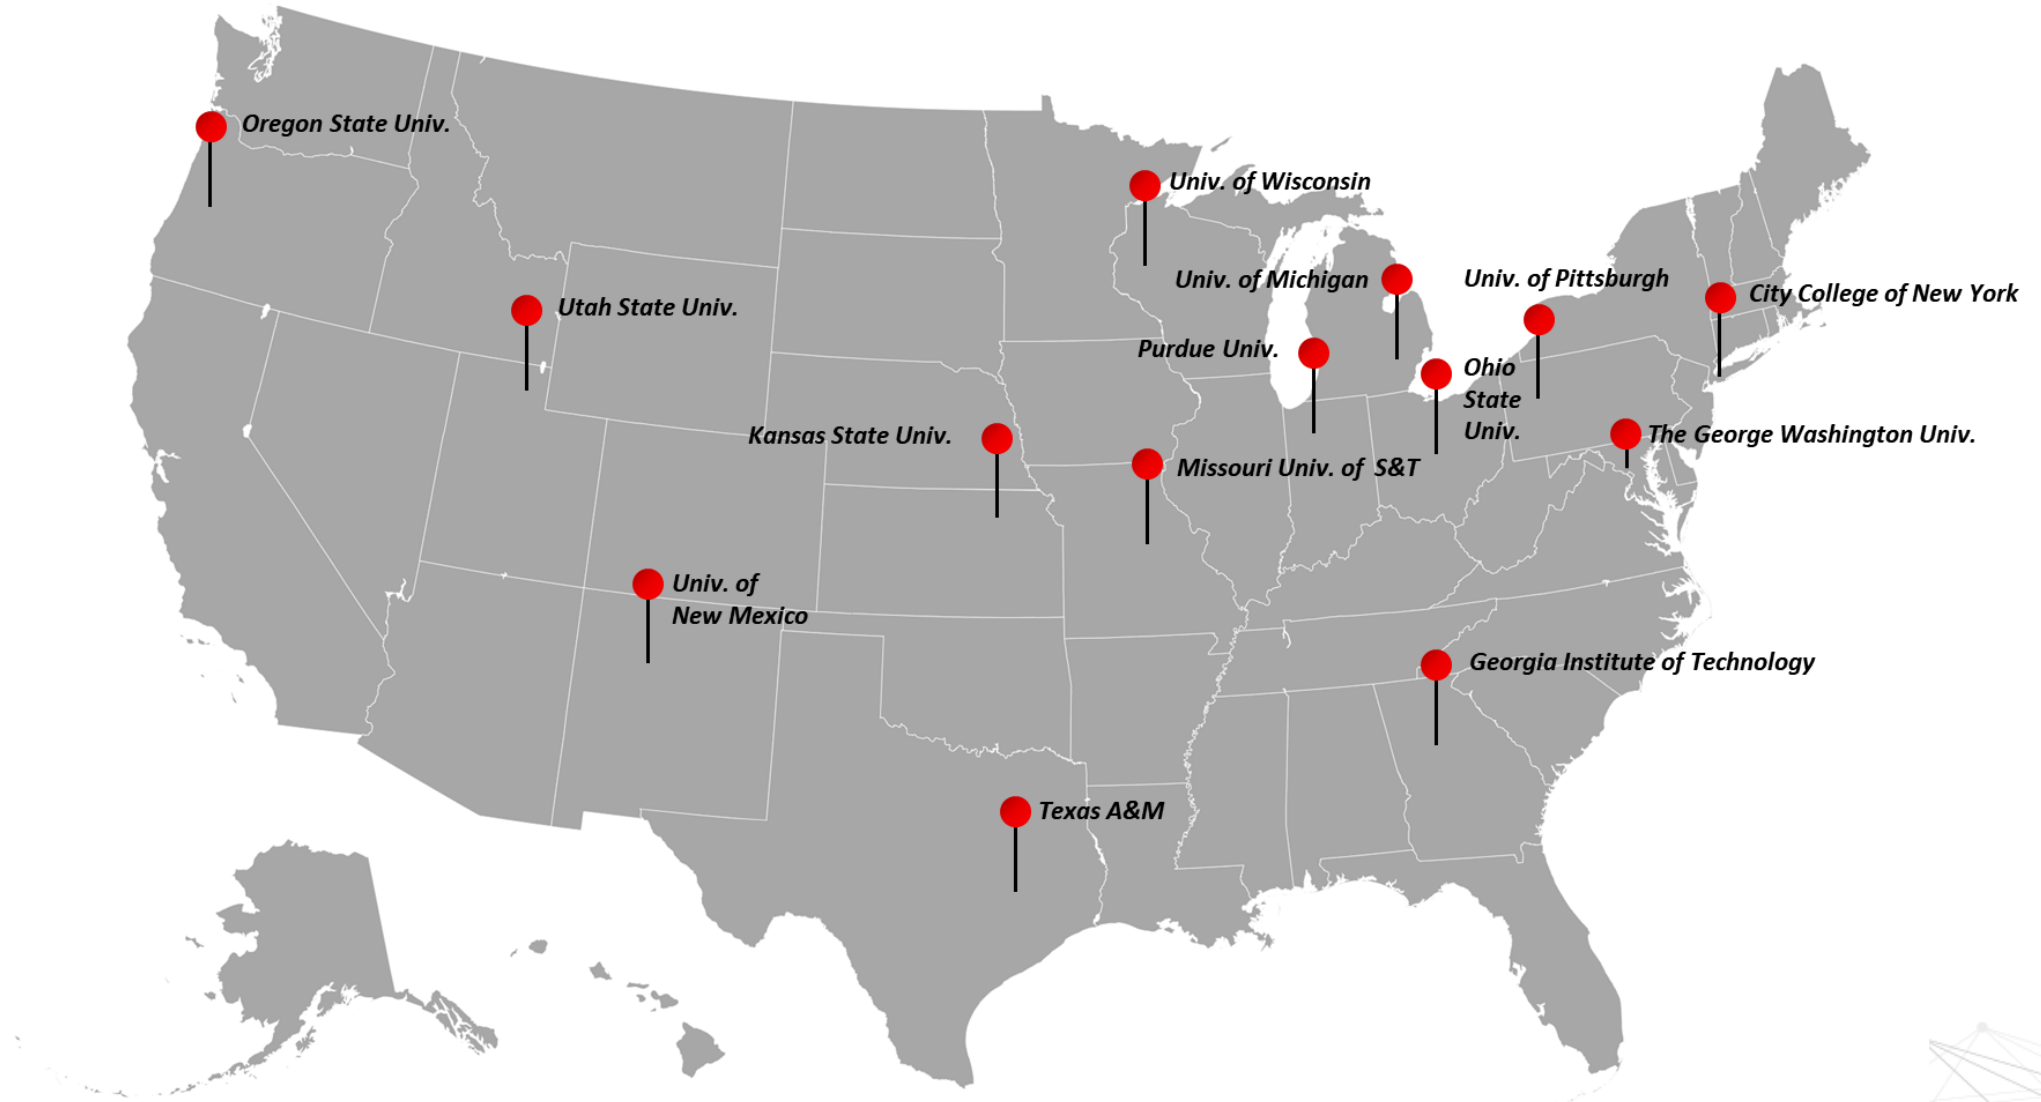 Oregon State Univ.
Univ. of Wisconsin
Univ. of Michigan
Univ. of Pittsburgh
City College of New York
Utah State Univ.
Purdue Univ.
Ohio
State
Univ.
Kansas State Univ.
The George Washington Univ.
Missouri Univ. of S&T
Univ. of
New Mexico
Georgia Institute of Technology
Texas A&M